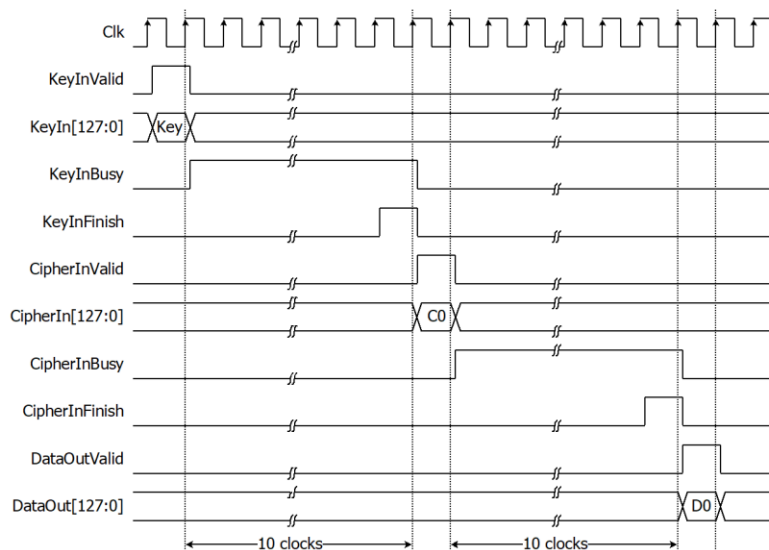 Clk
KeyInValid
KeyIn[127:0]
Key
KeyInBusy
KeyInFinish
CipherInValid
CipherIn[127:0]
C0
CipherInBusy
CipherInFinish
DataOutValid
DataOut[127:0]
D0
10 clocks
10 clocks